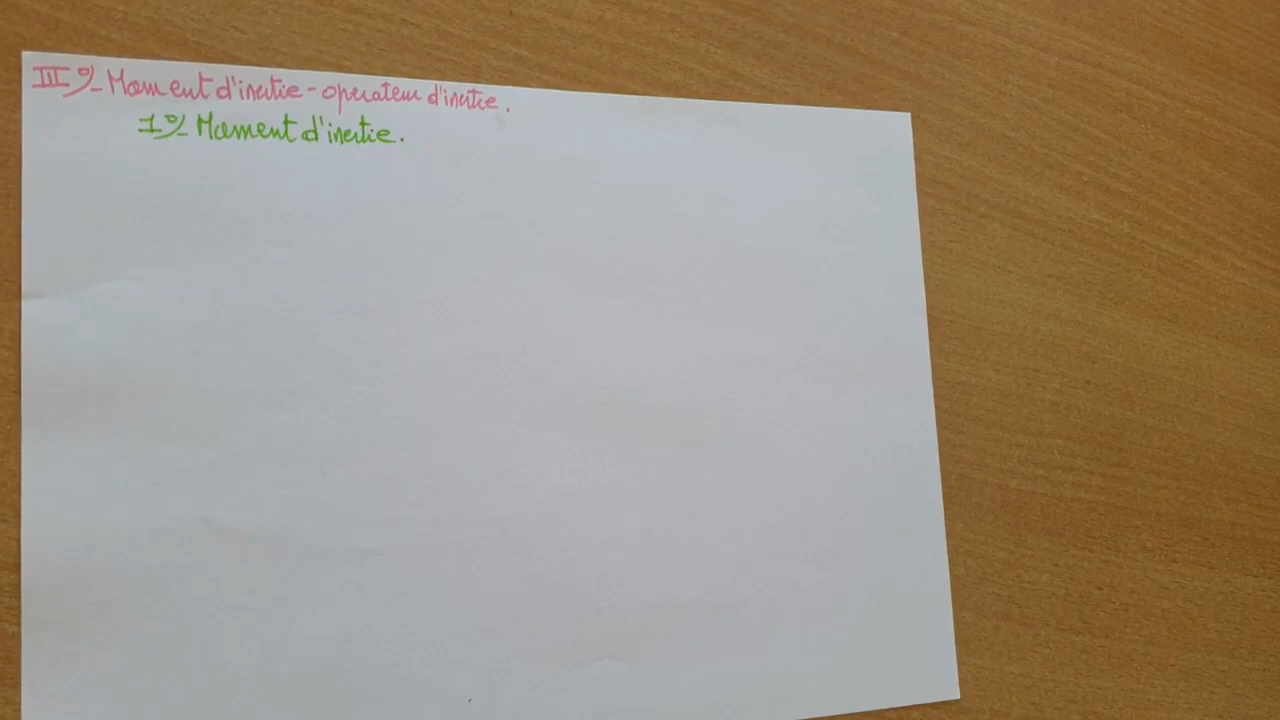 III°/- Moment d'inertie - operateur d'inertie.
1°/- Moment d'inertie.